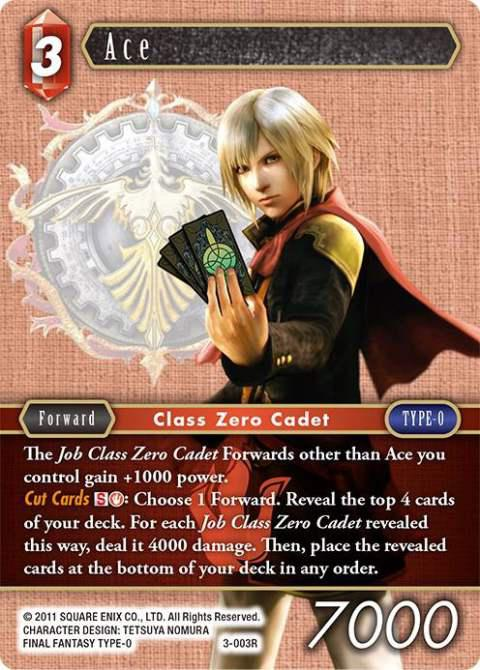 3
Ace
Forward
Class Zero Cadet
TYPE-0
The Job Class Zero Cadet Forwards other than Ace you
control gain +1000 power.
Cut Cards S: Choose 1 Forward. Reveal the top 4 cards
of your deck. For each Job Class Zero Cadet revealed
this way, deal it 4000 damage. Then, place the revealed
cards at the bottom of your deck in any order.
© 2011 SQUARE ENIX CO., LTD. All Rights Reserved.
CHARACTER DESIGN: TETSUYA NOMURA
FINAL FANTASY TYPE-0
3-003R
7000